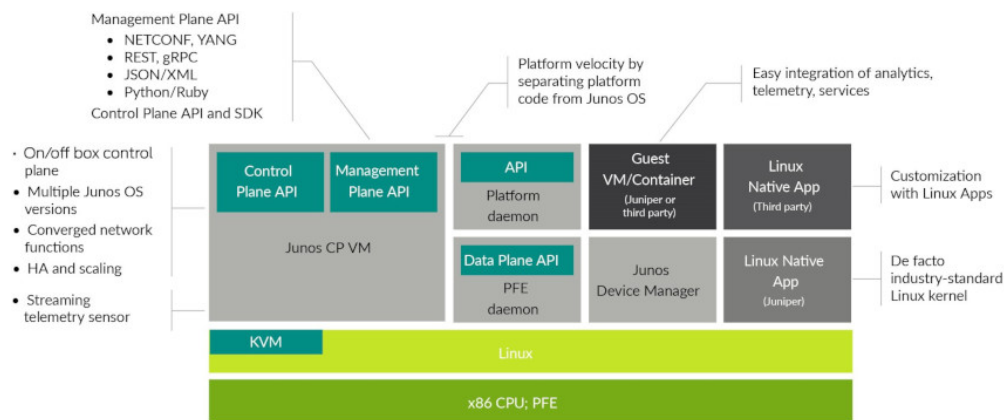 Management Plane API
• NETCONF, YANG
• REST, gRPC
• JSON/XML
• Python/Ruby
Control Plane API and SDK
Platform velocity by
separating platform
code from Junos OS
Easy integration of analytics,
telemetry, services
• On/off box control
plane
• Multiple Junos OS
versions
• Converged network
functions
• HA and scaling
• Streaming
telemetry sensor
Control
Plane API
Management
Plane API
Junos CP VM
API
Platform
daemon
Data Plane API
PFE
daemon
Guest
VM/Container
(Juniper or
third party)
Junos
Device Manager
Linux
Native App
(Third party)
Linux Native
App
(Juniper)
Customization
with Linux Apps
De facto
industry-standard
Linux kernel
KVM
Linux
x86 CPU; PFE